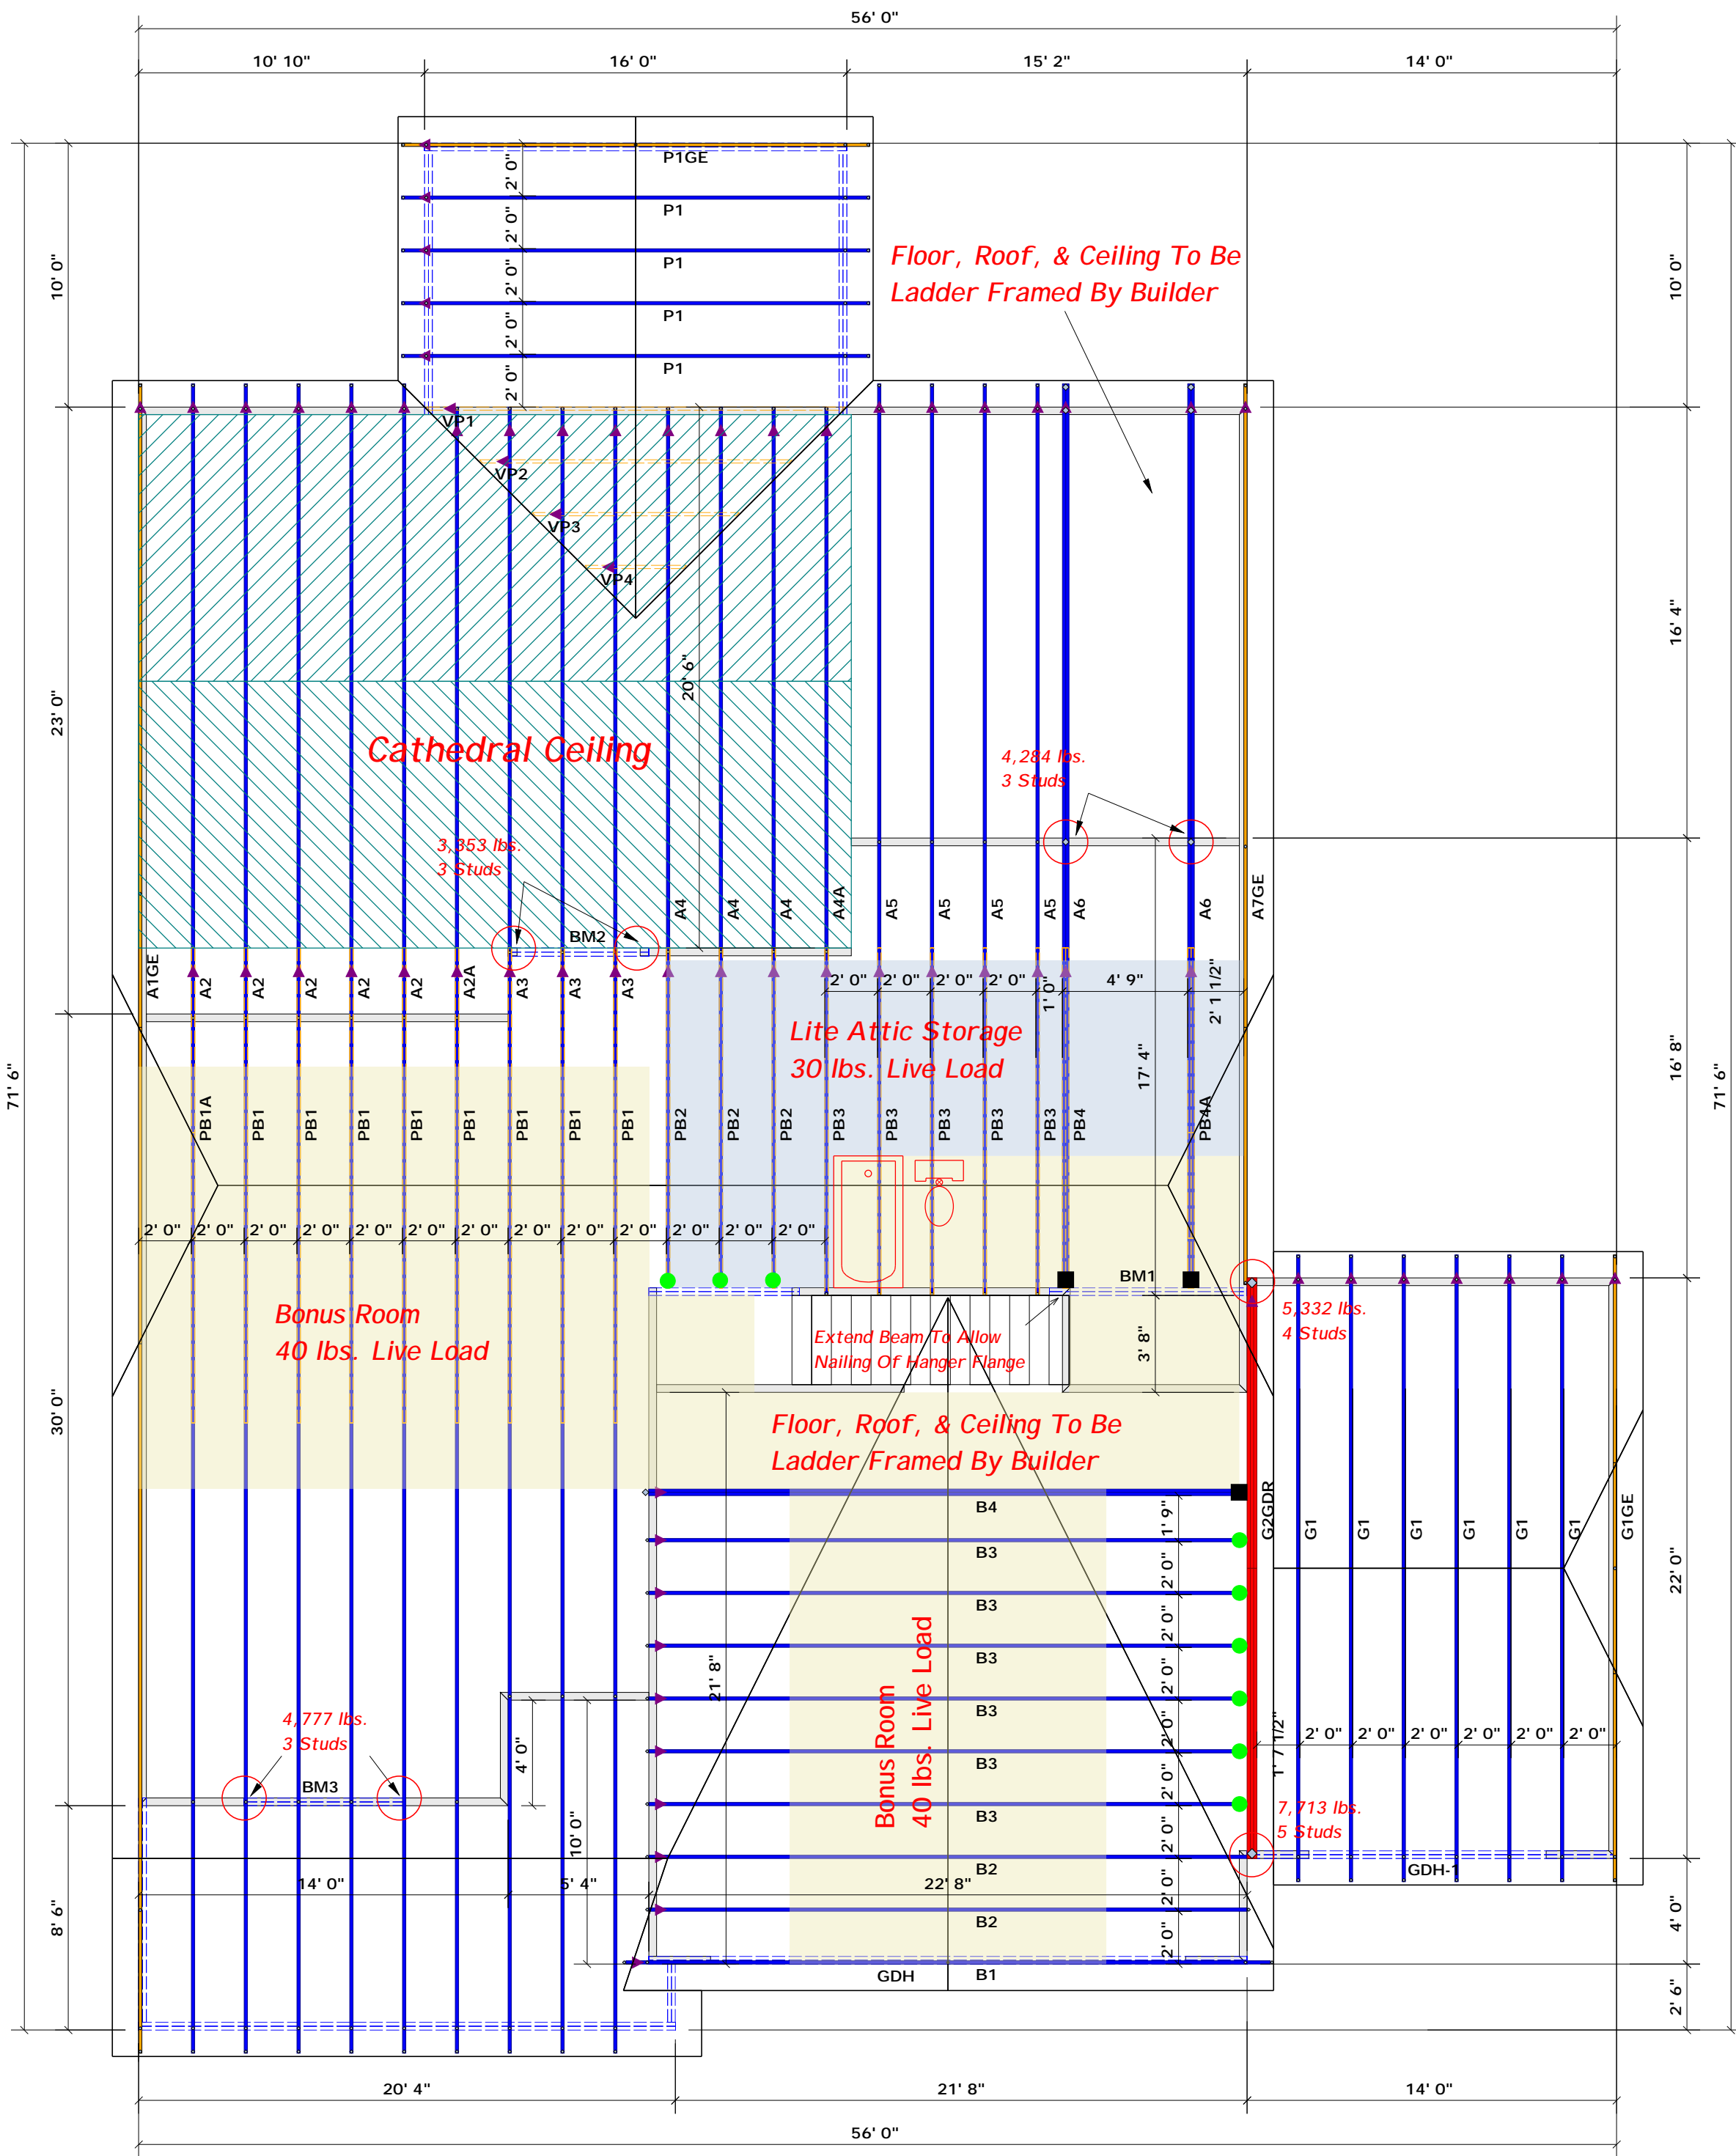 56' 0"
10' 10"
16' 0"
15' 2"
14' 0"
P1GE
2' 0"
P1
2' 0"
P1
2' 0"
P1
2' 0"
P1
2' 0"
10' 0"
10' 0"
Floor, Roof, & Ceiling To Be
Ladder Framed By Builder
VP1
VP2
VP3
VP4
20' 6"
23' 0"
16' 4"
Cathedral Ceiling
4,284 lbs.
3 Studs
3,353 lbs.
3 Studs
BM2
A1GE
A2
A2
A2
A2
A2
A2A
A3
A3
A3
A4
A4
A4
A4A
A5
A5
A5
A5
A6
A6
A7GE
2' 0"
2' 0"
2' 0"
2' 0"
1' 0"
4' 9"
2' 1 1/2"
Lite Attic Storage
30 lbs. Live Load
17' 4"
16' 8"
71' 6"
71' 6"
PB1A
PB1
PB1
PB1
PB1
PB1
PB1
PB1
PB1
PB2
PB2
PB2
PB3
PB3
PB3
PB3
PB3
PB4
PB4A
2' 0"
2' 0"
2' 0"
2' 0"
2' 0"
2' 0"
2' 0"
2' 0"
2' 0"
2' 0"
2' 0"
2' 0"
2' 0"
BM1
Bonus Room
40 lbs. Live Load
5,332 lbs.
4 Studs
Extend Beam To Allow
Nailing Of Hanger Flange
3' 8"
30' 0"
Floor, Roof, & Ceiling To Be
Ladder Framed By Builder
B4
1' 9"
B3
2' 0"
B3
2' 0"
B3
2' 0"
B3
2' 0"
B3
2' 0"
B3
2' 0"
B2
2' 0"
B2
2' 0"
B1
GDH
G2GDR
G1
G1
G1
G1
G1
G1
G1GE
22' 0"
21' 8"
Bonus Room
40 lbs. Live Load
4,777 lbs.
3 Studs
BM3
4' 0"
10' 0"
1' 7 1/2"
2' 0"
2' 0"
2' 0"
2' 0"
2' 0"
2' 0"
7,713 lbs.
5 Studs
GDH-1
14' 0"
5' 4"
22' 8"
8' 6"
4' 0"
2' 6"
20' 4"
21' 8"
14' 0"
56' 0"